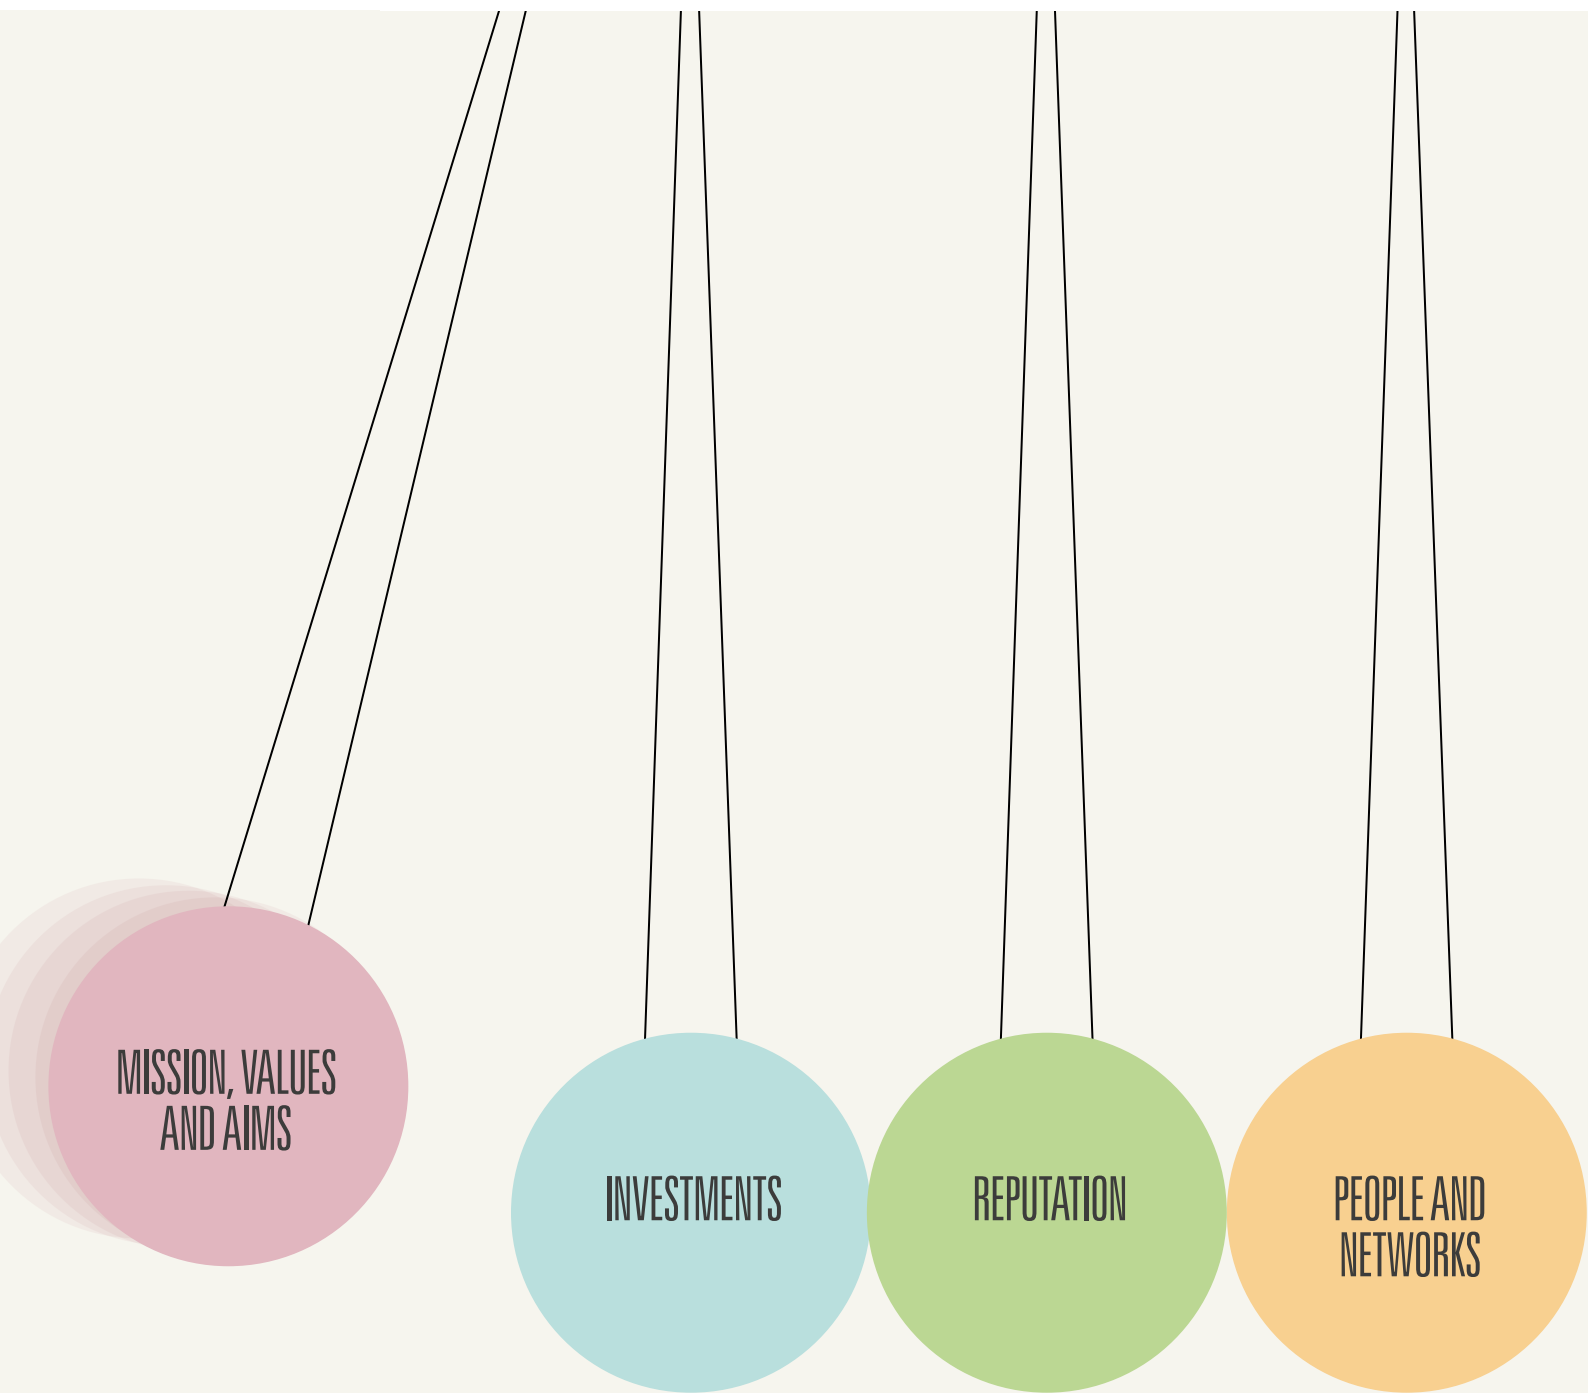 MISSION, VALUES
AND AIMS
INVESTMENTS
REPUTATION
PEOPLE AND
NETWORKS